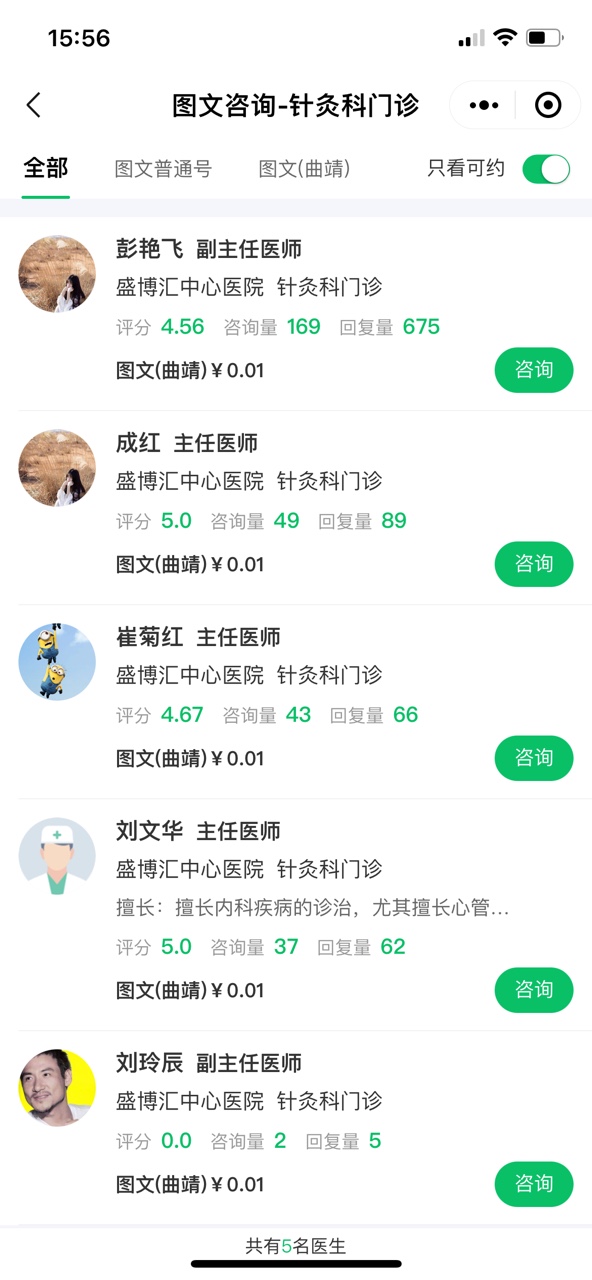 15:56
图文咨询-针灸科门诊
全部 图文普通号 图文(曲靖) 只看可约
彭艳飞 副主任医师
盛博汇中心医院 针灸科门诊
评分 4.56 咨询量 169 回复量 675
图文(曲靖)¥0.01 咨询
成红 主任医师
盛博汇中心医院 针灸科门诊
评分 5.0 咨询量 49 回复量 89
图文(曲靖)¥0.01 咨询
崔菊红 主任医师
盛博汇中心医院 针灸科门诊
评分 4.67 咨询量 43 回复量 66
图文(曲靖)¥0.01 咨询
刘文华 主任医师
盛博汇中心医院 针灸科门诊
擅长：擅长内科疾病的诊治，尤其擅长心管...
评分 5.0 咨询量 37 回复量 62
图文(曲靖)¥0.01 咨询
刘玲辰 副主任医师
盛博汇中心医院 针灸科门诊
评分 0.0 咨询量 2 回复量 5
图文(曲靖)¥0.01 咨询
共有5名医生